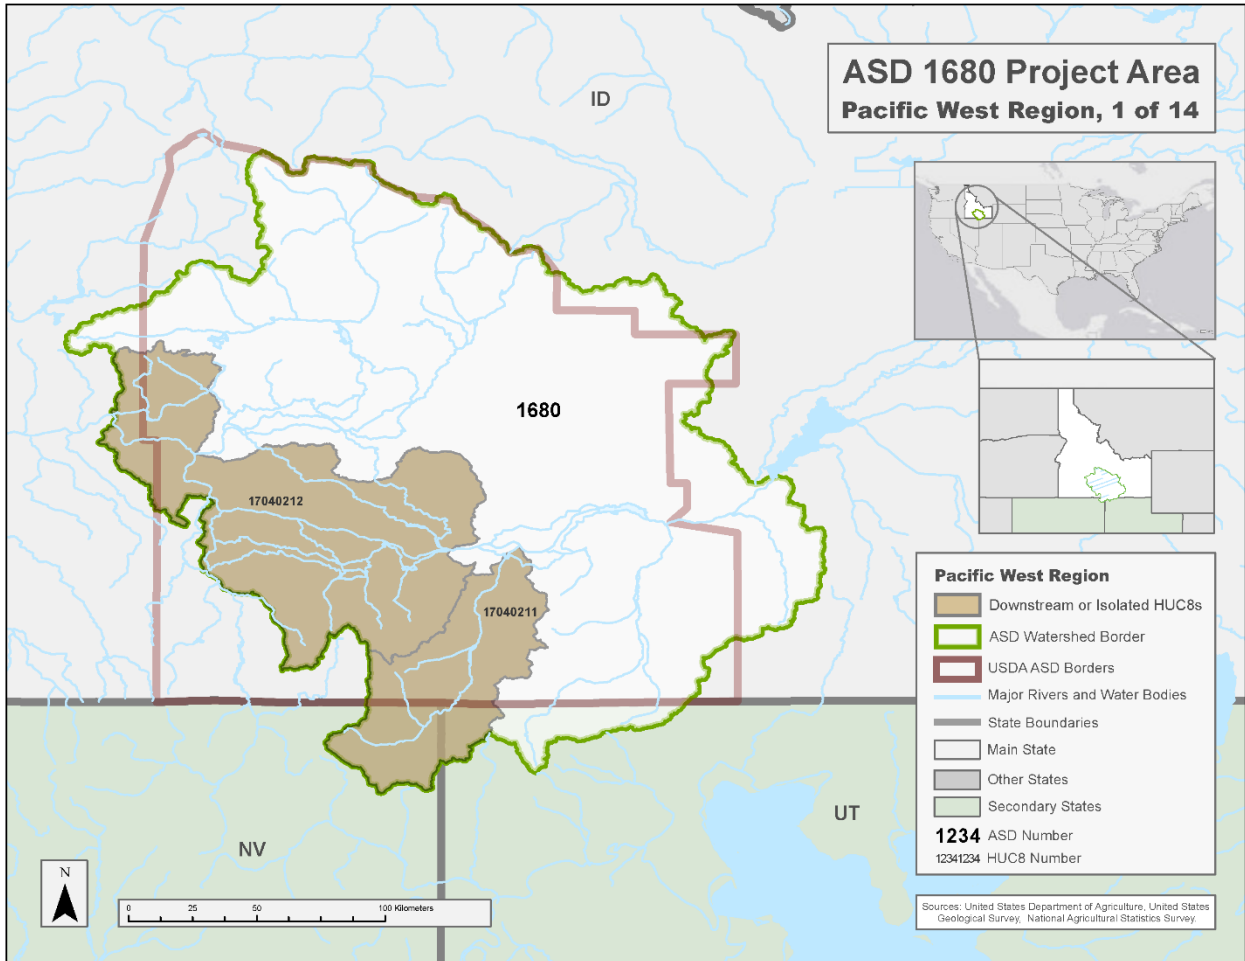 ASD 1680 Project Area
Pacific West Region, 1 of 14
ID
1680
17040212
17040211
NV
UT
Pacific West Region
Downstream or Isolated HUC8s
ASD Watershed Border
USDA ASD Borders
Major Rivers and Water Bodies
State Boundaries
Main State
Other States
Secondary States
1234 ASD Number
12341234 HUC8 Number
N
0 25 50 100 Kilometers
Sources: United States Department of Agriculture, United States
Geological Survey, National Agricultural Statistics Survey.